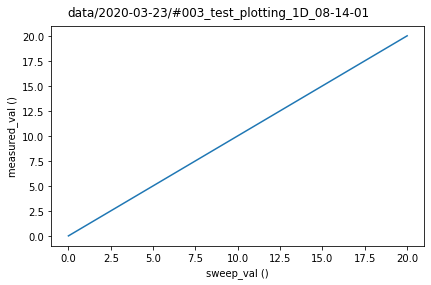 data/2020-03-23/#003_test_plotting_1D_08-14-01
20.0
17.5
15.0
12.5
10.0
7.5
5.0
2.5
0.0
measured_val ()
0.0 2.5 5.0 7.5 10.0 12.5 15.0 17.5 20.0
sweep_val ()